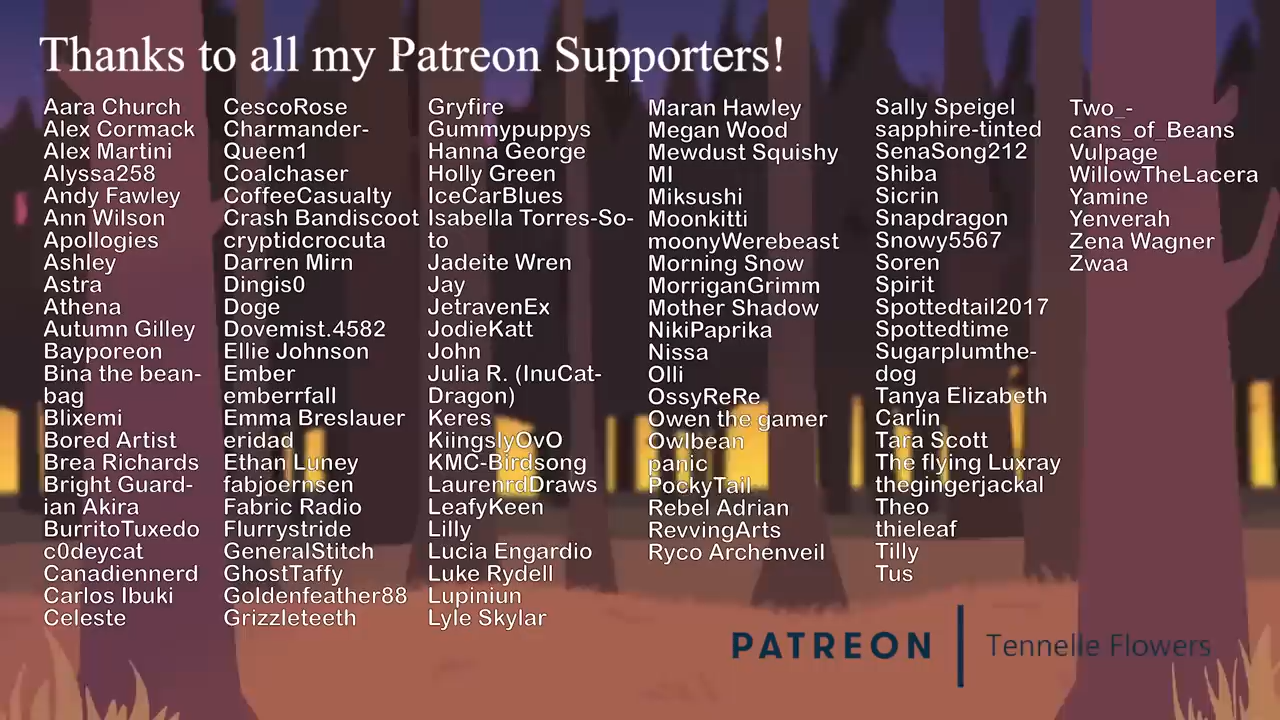 Thanks to all my Patreon Supporters!
Aara Church
Alex Cormack
Alex Martini
Alyssa258
Andy Fawley
Ann Wilson
Apollogies
Ashley
Astra
Athena
Autumn Gilley
Bayporeon
Bina the bean-
bag
Blixemi
Bored Artist
Brea Richards
Bright Guard-
ian Akira
BurritoTuxedo
c0deycat
Canadiennerd
Carlos Ibuki
Celeste
CescoRose
Charmander-
Queen1
Coalchaser
CoffeeCasualty
Crash Bandiscoot
cryptidcrocuta
Darren Mirn
Dingis0
Doge
Dovemist.4582
Ellie Johnson
Ember
emberrfall
Emma Breslauer
eridad
Ethan Luney
fabjoernsen
Fabric Radio
Flurrystride
GeneralStitch
GhostTaffy
Goldenfeather88
Grizzleteeth
Gryfire
Gummypuppys
Hanna George
Holly Green
IceCarBlues
Isabella Torres-So-
to
Jadeite Wren
Jay
JetravenEx
JodieKatt
John
Julia R. (InuCat-
Dragon)
Keres
KiingslyOvO
KMC-Birdsong
LaurenrdDraws
LeafyKeen
Lilly
Lucia Engardio
Luke Rydell
Lupiniun
Lyle Skylar
Maran Hawley
Megan Wood
Mewdust Squishy
MI
Miksushi
Moonkitti
moonyWerebeast
Morning Snow
MorriganGrimm
Mother Shadow
NikiPaprika
Nissa
Olli
OssyReRe
Owen the gamer
Owlbean
panic
PockyTail
Rebel Adrian
RevvingArts
Ryco Archenveil
Sally Speigel
sapphire-tinted
SenaSong212
Shiba
Sicrin
Snapdragon
Snowy5567
Soren
Spirit
Spottedtail2017
Spottedtime
Sugarplumthe-
dog
Tanya Elizabeth
Carlin
Tara Scott
The flying Luxray
thegingerjackal
Theo
thieleaf
Tilly
Tus
Two_-
cans_of_Beans
Vulpage
WillowTheLacera
Yamine
Yenverah
Zena Wagner
Zwaa
PATREON
Tennelle Flowers